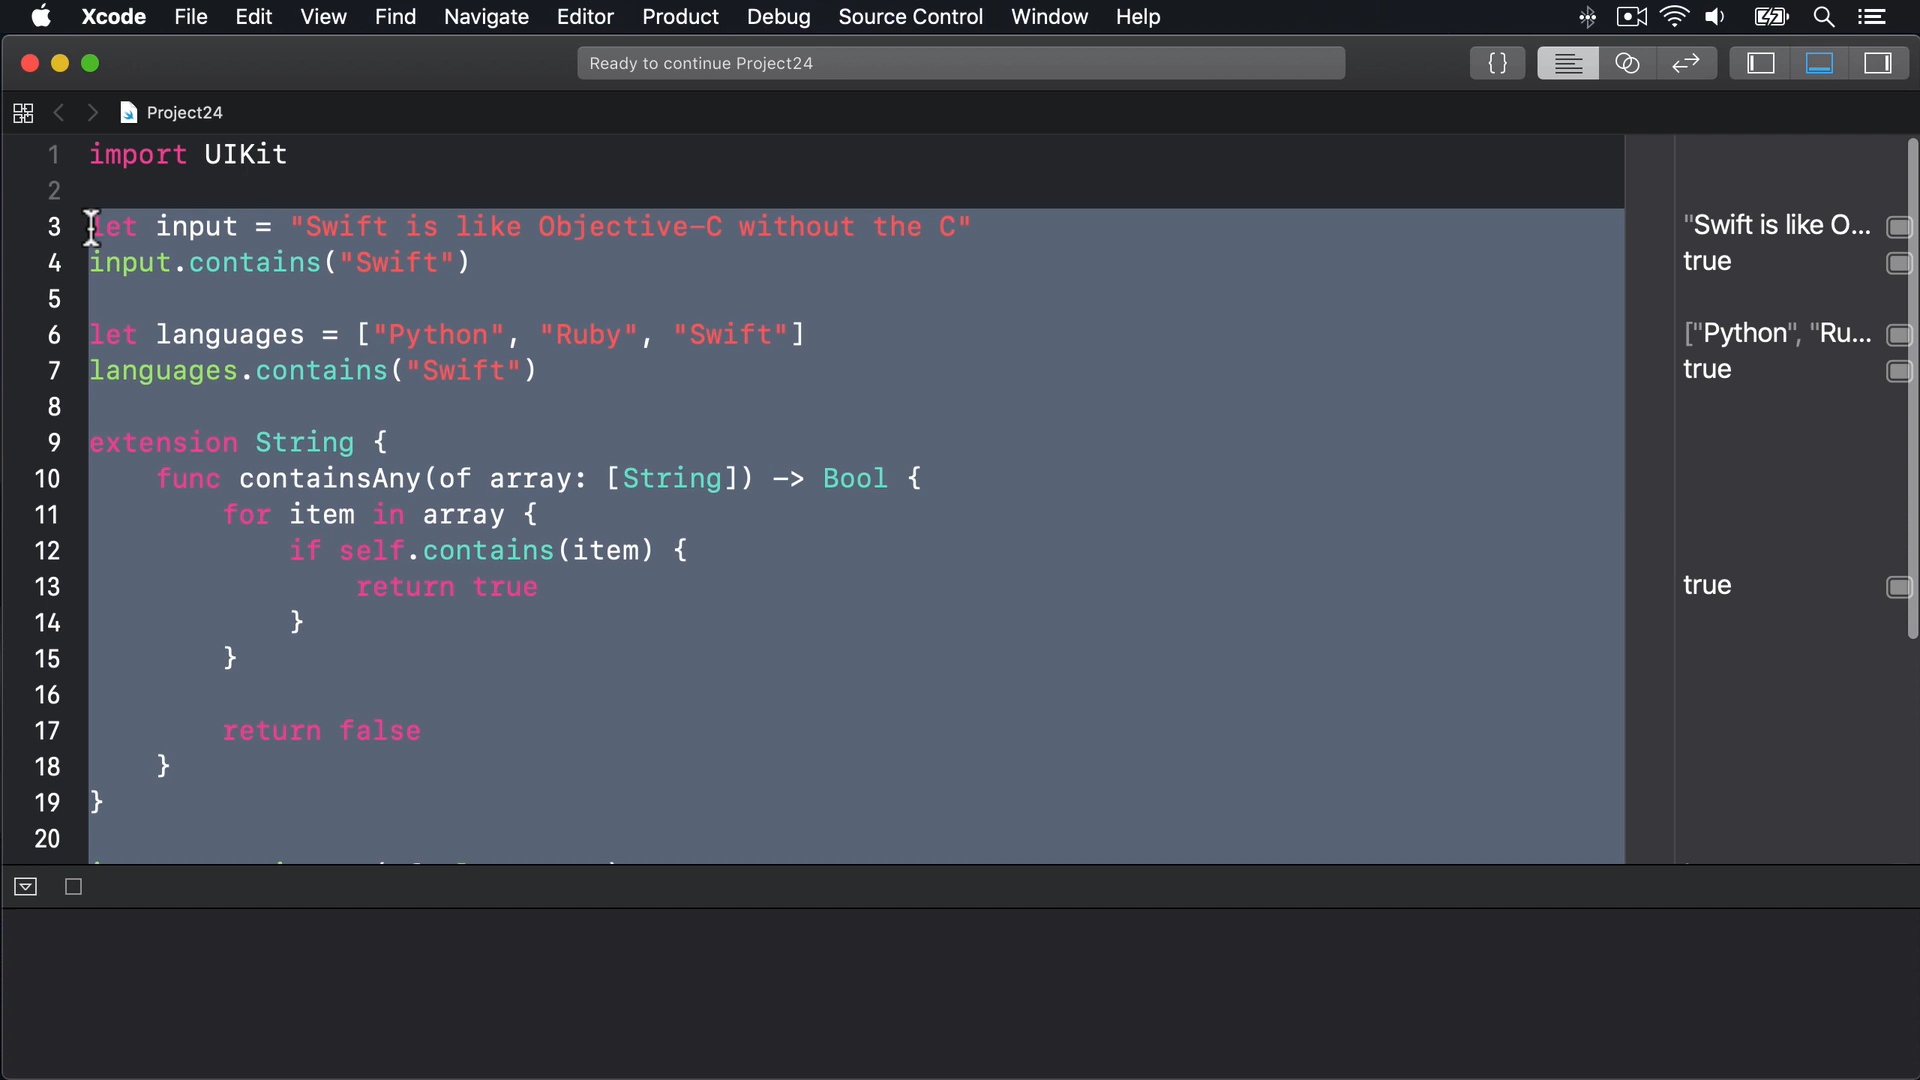 Xcode File Edit View Find Navigate Editor Product Debug Source Control Window Help
Ready to continue Project24
{}
Project24
1 import UIKit
2
3 let input = "Swift is like Objective-C without the C" "Swift is like O...
4 input.contains("Swift") true
5
6 let languages = ["Python", "Ruby", "Swift"] ["Python", "Ru...
7 languages.contains("Swift") true
8
9 extension String {
10 func containsAny(of array: [String]) -> Bool {
11 for item in array {
12 if self.contains(item) {
13 return true true
14 }
15 }
16
17 return false
18 }
19 }
20